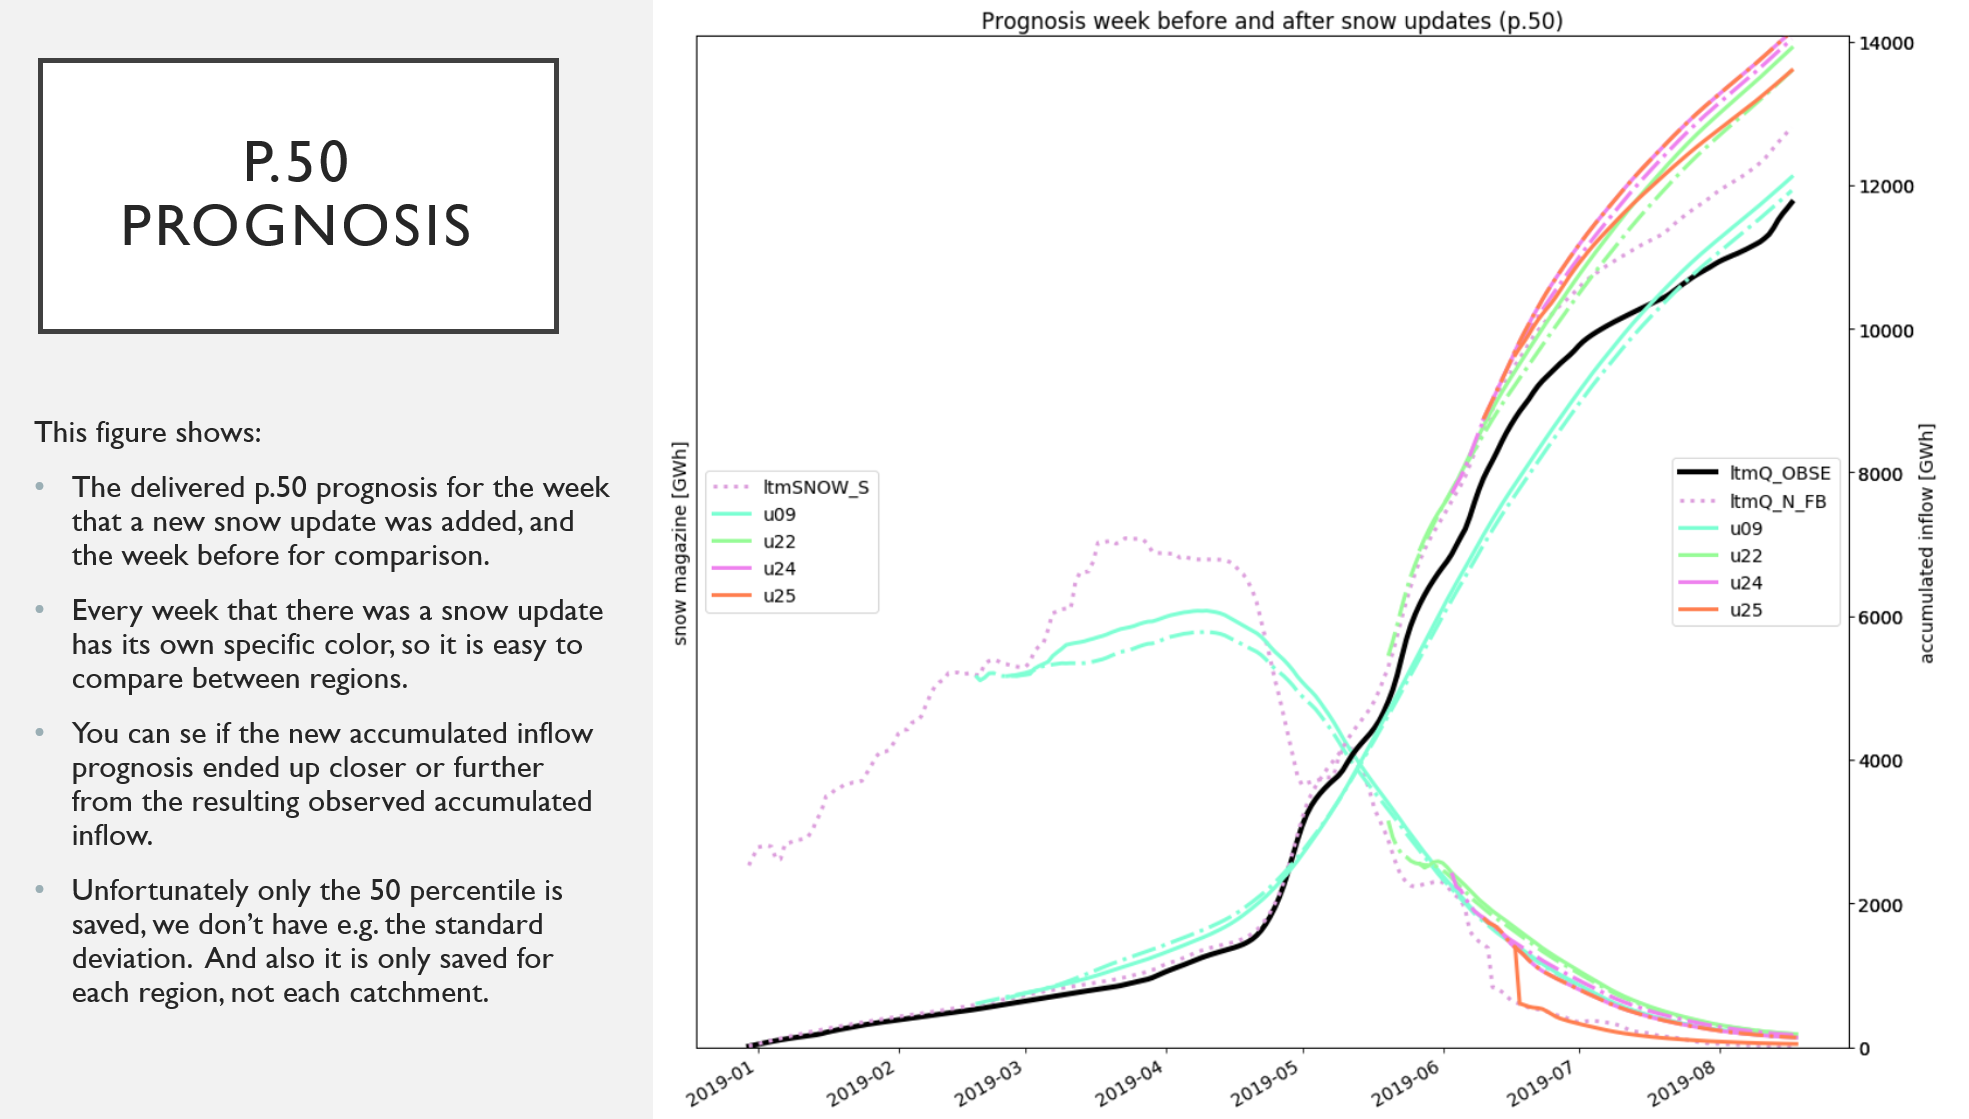 P.50
PROGNOSIS
This figure shows:
• The delivered p.50 prognosis for the week
that a new snow update was added, and
the week before for comparison.
• Every week that there was a snow update
has its own specific color, so it is easy to
compare between regions.
• You can se if the new accumulated inflow
prognosis ended up closer or further
from the resulting observed accumulated
inflow.
• Unfortunately only the 50 percentile is
saved, we don’t have e.g. the standard
deviation. And also it is only saved for
each region, not each catchment.
Prognosis week before and after snow updates (p.50)
snow magazine [GWh]
ltmSNOW_S
u09
u22
u24
u25
ltmQ_OBSE
ltmQ_N_FB
u09
u22
u24
u25
14000
12000
10000
8000
6000
4000
2000
0
accumulated inflow [GWh]
2019-01
2019-02
2019-03
2019-04
2019-05
2019-06
2019-07
2019-08